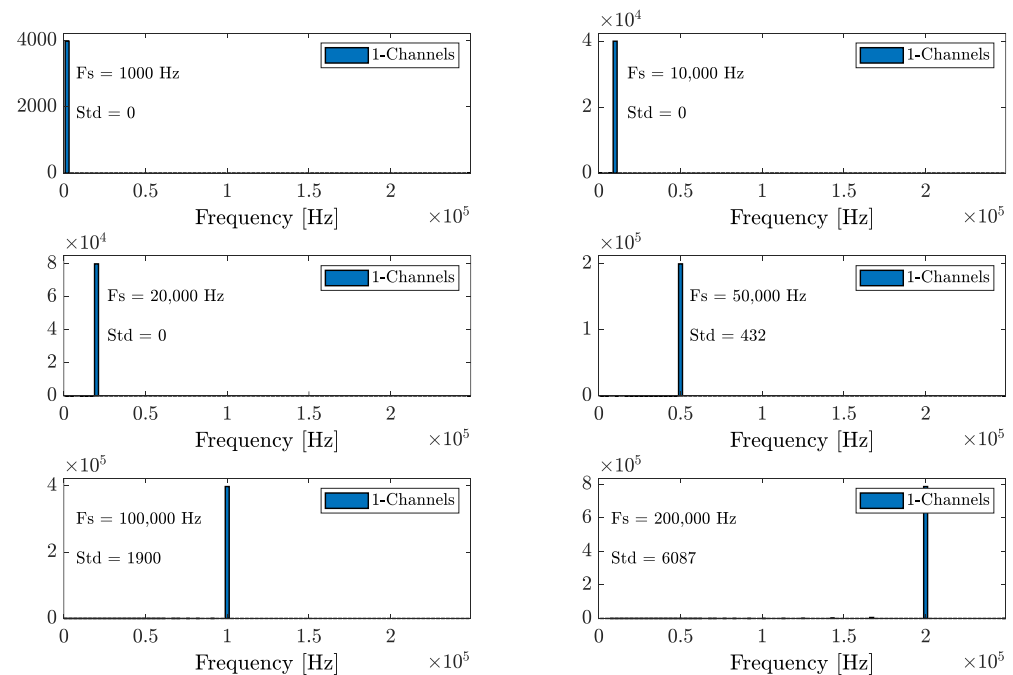 4000
2000
0
1-Channels
Fs = 1000 Hz
Std = 0
0 0.5 1 1.5 2
Frequency [Hz] ×10^5
×10^4
4
2
0
1-Channels
Fs = 10,000 Hz
Std = 0
0 0.5 1 1.5 2
Frequency [Hz] ×10^5
×10^4
8
6
4
2
0
1-Channels
Fs = 20,000 Hz
Std = 0
0 0.5 1 1.5 2
Frequency [Hz] ×10^5
×10^5
2
1
0
1-Channels
Fs = 50,000 Hz
Std = 432
0 0.5 1 1.5 2
Frequency [Hz] ×10^5
×10^5
4
2
0
1-Channels
Fs = 100,000 Hz
Std = 1900
0 0.5 1 1.5 2
Frequency [Hz] ×10^5
×10^5
8
6
4
2
0
1-Channels
Fs = 200,000 Hz
Std = 6087
0 0.5 1 1.5 2
Frequency [Hz] ×10^5